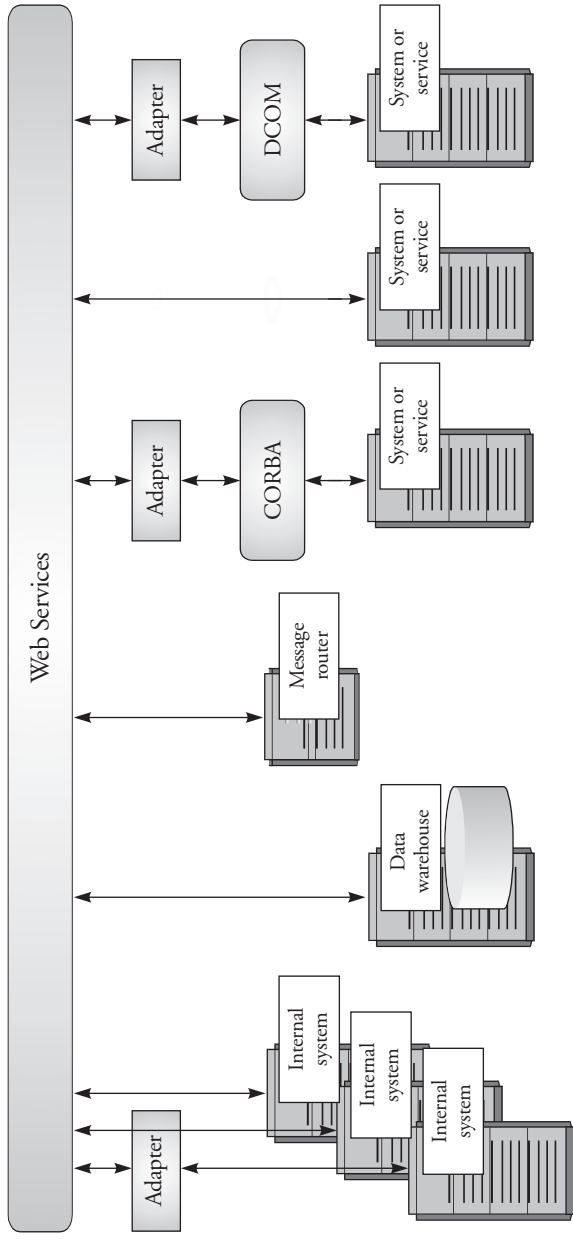 Web Services
Adapter
Internal
system
Internal
system
Internal
system
Data
warehouse
Message
router
Adapter
CORBA
System or
service
System or
service
Adapter
DCOM
System or
service